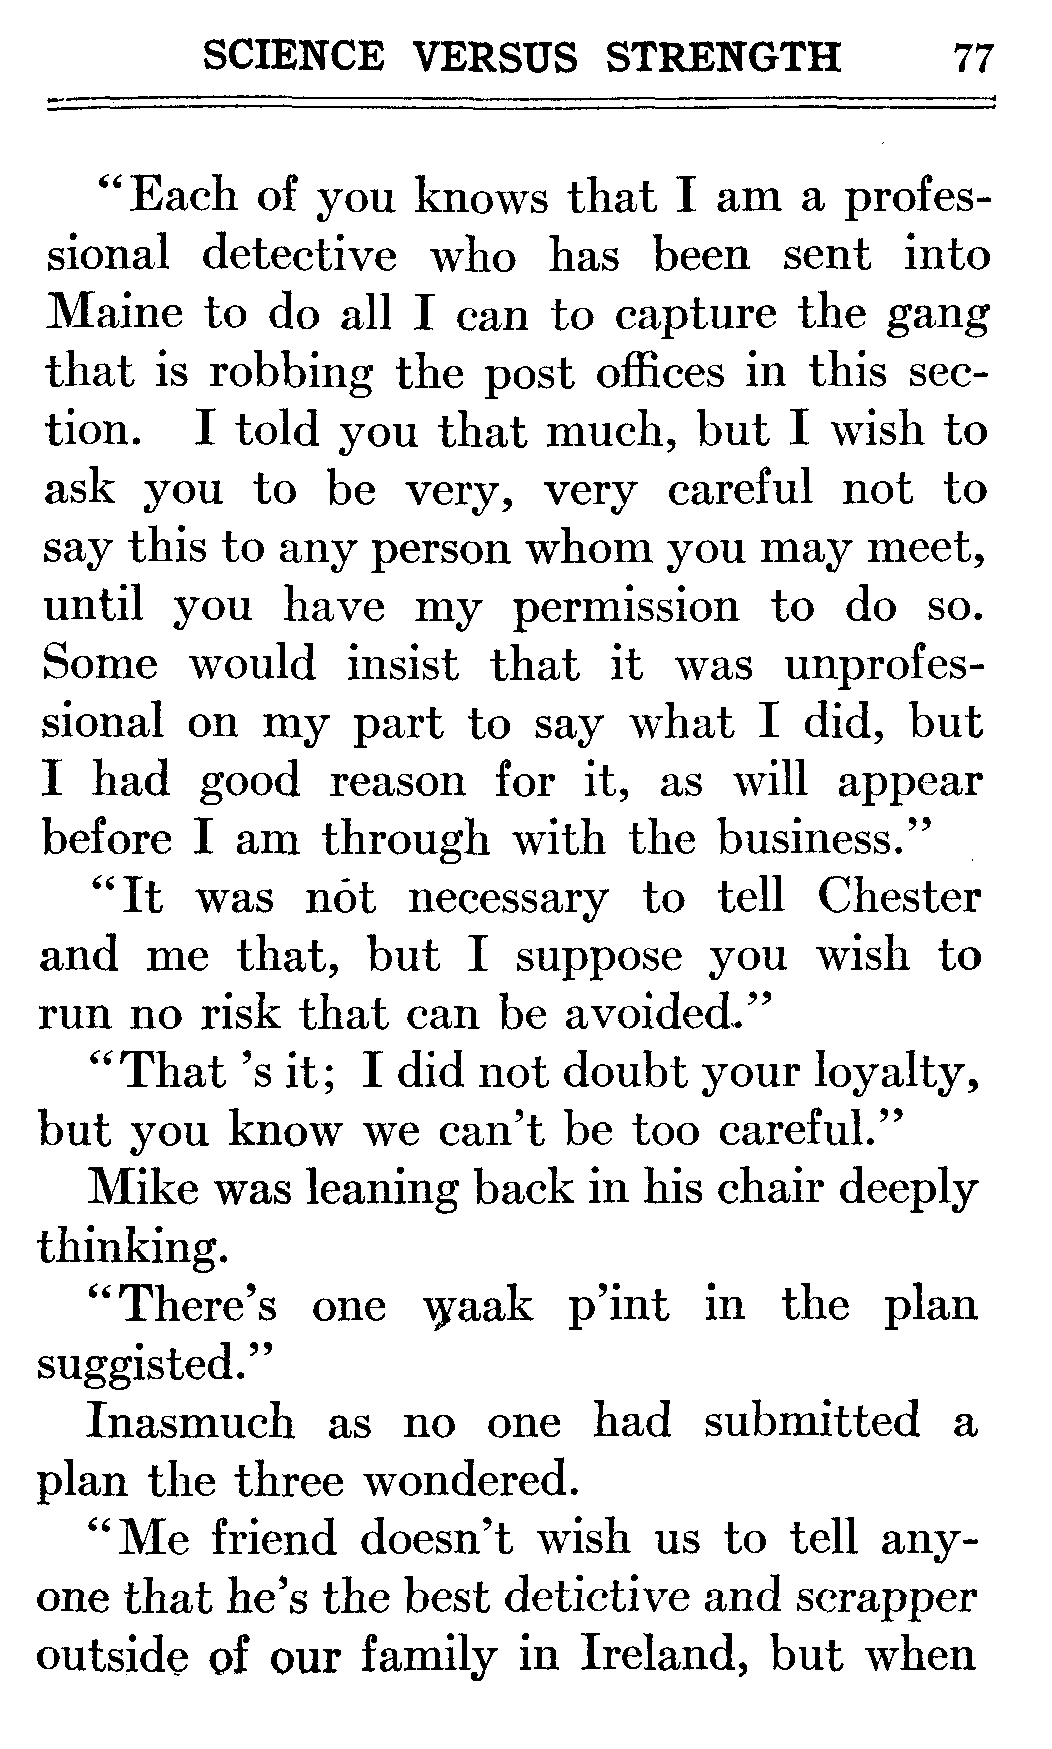 SCIENCE VERSUS STRENGTH 77
"Each of you knows that I am a profes-
sional detective who has been sent into
Maine to do all I can to capture the gang
that is robbing the post offices in this sec-
tion. I told you that much, but I wish to
ask you to be very, very careful not to
say this to any person whom you may meet,
until you have my permission to do so.
Some would insist that it was unprofes-
sional on my part to say what I did, but
I had good reason for it, as will appear
before I am through with the business."
"It was not necessary to tell Chester
and me that, but I suppose you wish to
run no risk that can be avoided."
"That 's it; I did not doubt your loyalty,
but you know we can't be too careful."
Mike was leaning back in his chair deeply
thinking.
"There's one waak p'int in the plan
suggisted."
Inasmuch as no one had submitted a
plan the three wondered.
"Me friend doesn't wish us to tell any-
one that he's the best detictive and scrapper
outside of our family in Ireland, but when